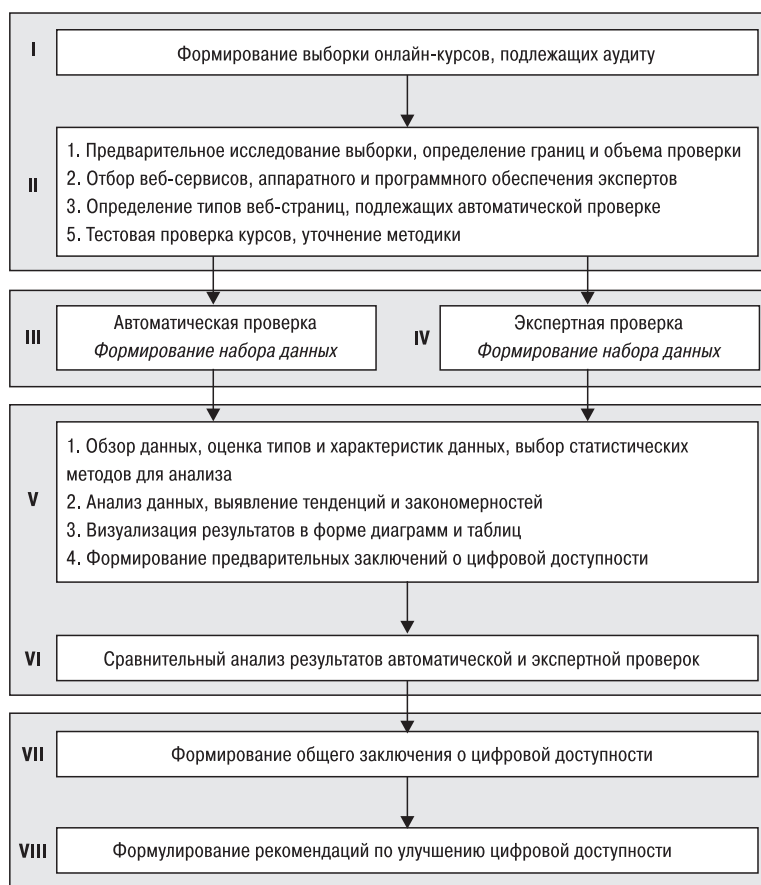 I
Формирование выборки онлайн-курсов, подлежащих аудиту
II
1. Предварительное исследование выборки, определение границ и объема проверки
2. Отбор веб-сервисов, аппаратного и программного обеспечения экспертов
3. Определение типов веб-страниц, подлежащих автоматической проверке
5. Тестовая проверка курсов, уточнение методики
III
Автоматическая проверка
Формирование набора данных
IV
Экспертная проверка
Формирование набора данных
V
1. Обзор данных, оценка типов и характеристик данных, выбор статистических
методов для анализа
2. Анализ данных, выявление тенденций и закономерностей
3. Визуализация результатов в форме диаграмм и таблиц
4. Формирование предварительных заключений о цифровой доступности
VI
Сравнительный анализ результатов автоматической и экспертной проверок
VII
Формирование общего заключения о цифровой доступности
VIII
Формулирование рекомендаций по улучшению цифровой доступности